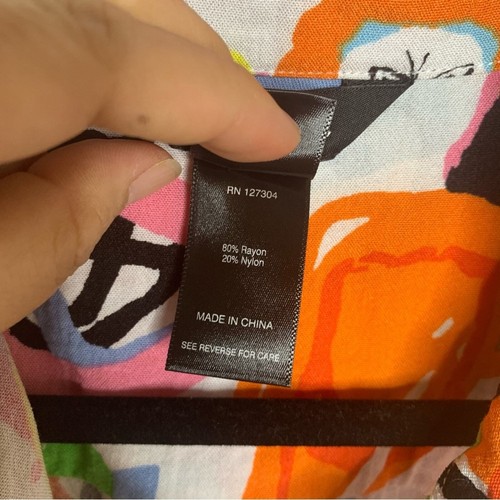 RN 127304
80% Rayon
20% Nylon
MADE IN CHINA
SEE REVERSE FOR CARE